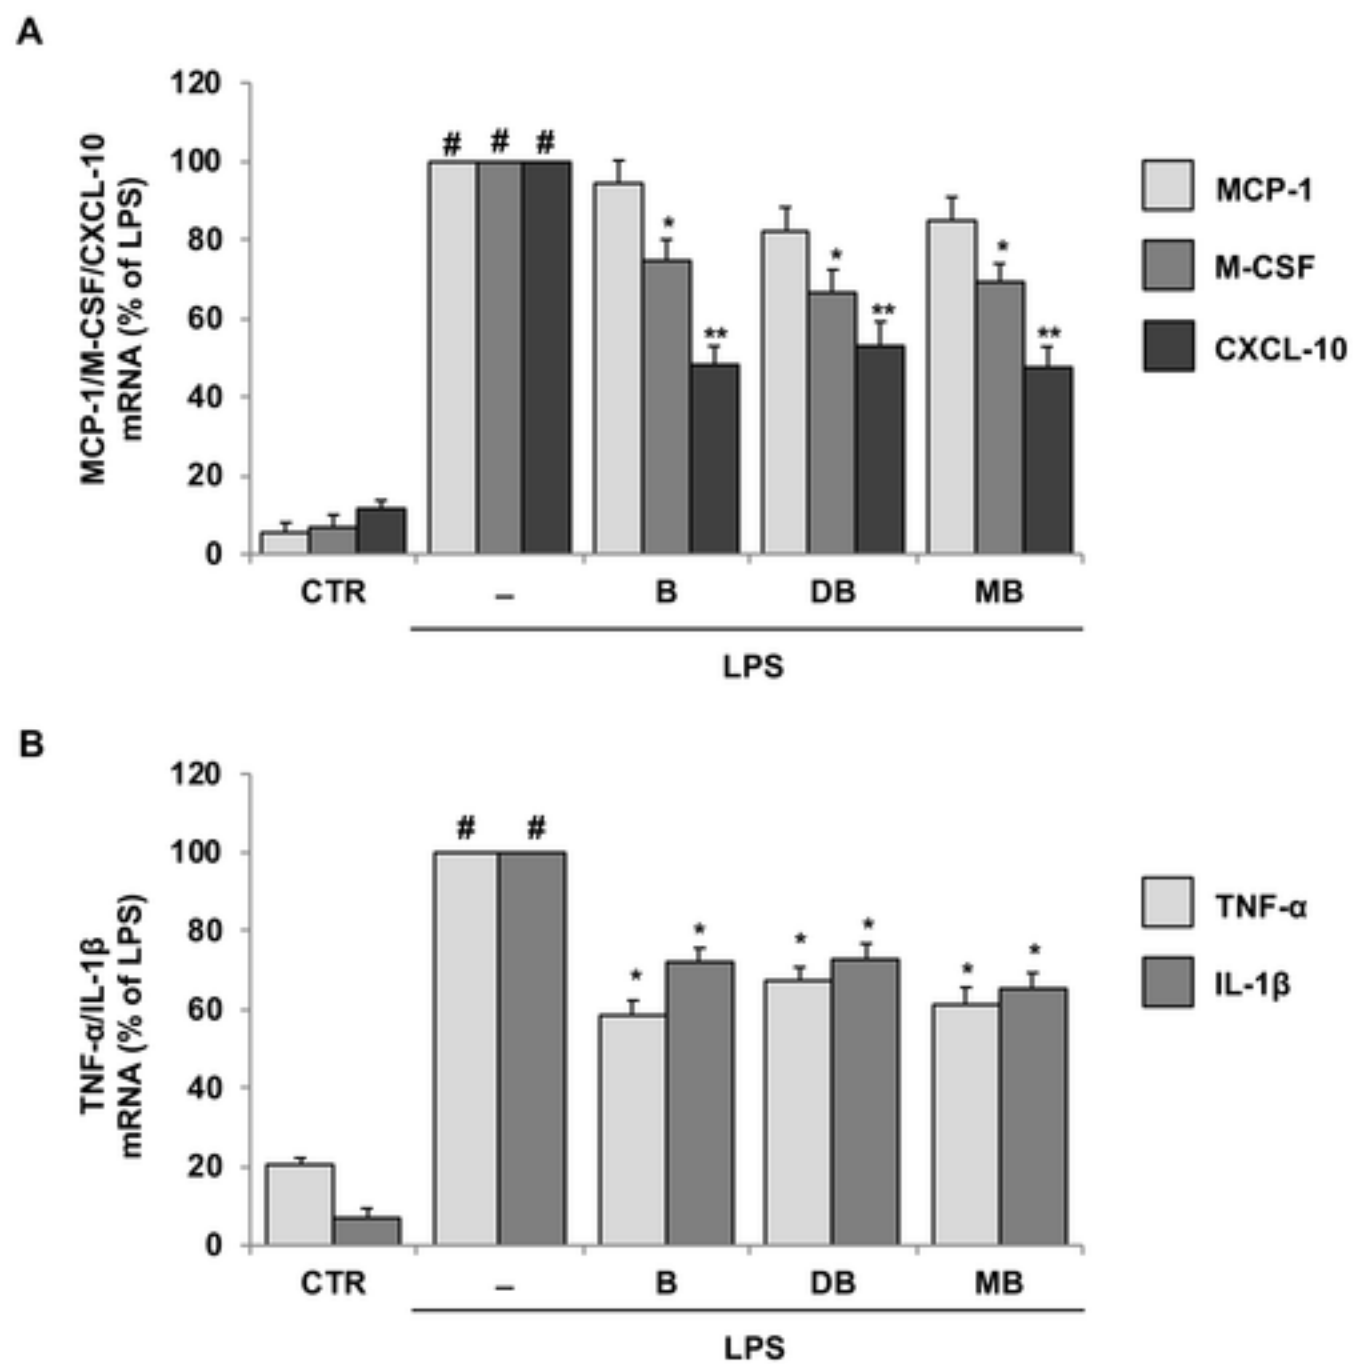 A
MCP-1/M-CSF/CXCL-10
mRNA (% of LPS)
120
100
80
60
40
20
0
# # #
* **
* **
* **
CTR – B DB MB
LPS
MCP-1
M-CSF
CXCL-10
B
TNF-α/IL-1β
mRNA (% of LPS)
120
100
80
60
40
20
0
# #
* *
* *
* *
CTR – B DB MB
LPS
TNF-α
IL-1β